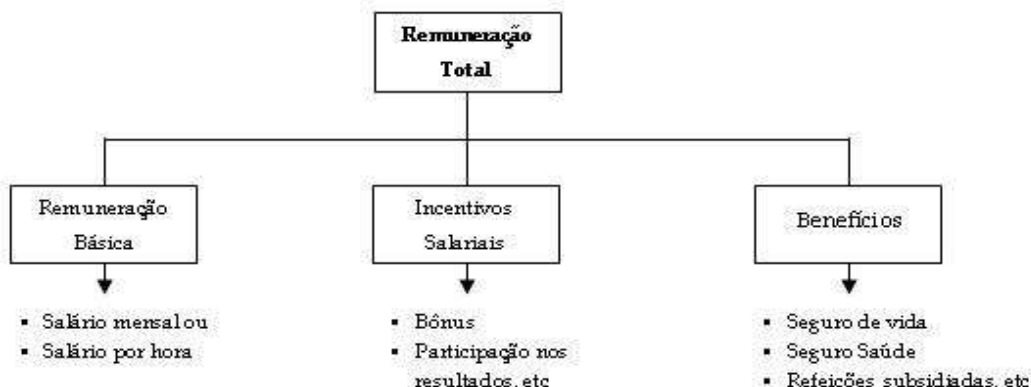 Remuneração
Total
Remuneração
Básica
Incentivos
Salariais
Benefícios
▪ Salário mensal ou
▪ Salário por hora
▪ Bônus
▪ Participação nos
resultados, etc
▪ Seguro de vida
▪ Seguro Saúde
▪ Refeições subsidiadas, etc